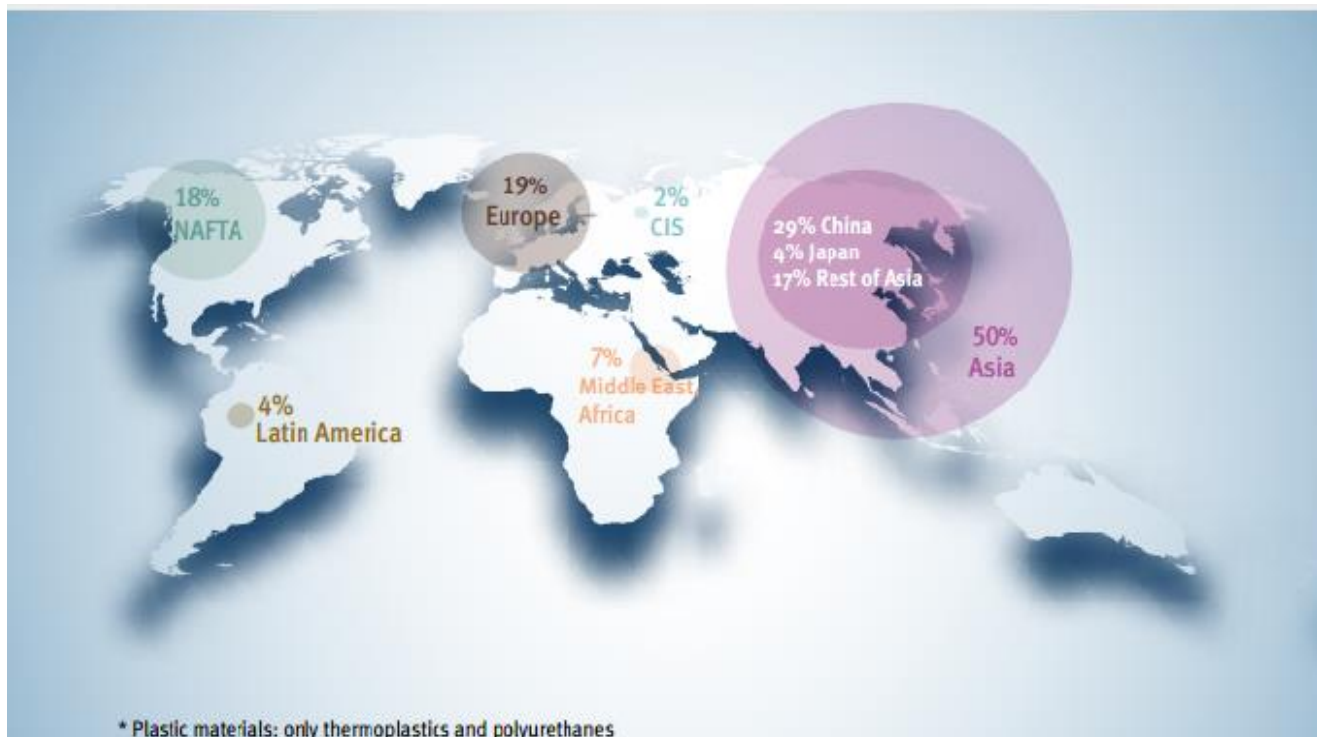 18%
NAFTA
19%
Europe
2%
CIS
29% China
4% Japan
17% Rest of Asia
50%
Asia
7%
Middle East,
Africa
4%
Latin America
* Plastic materials: only thermoplastics and polyurethanes